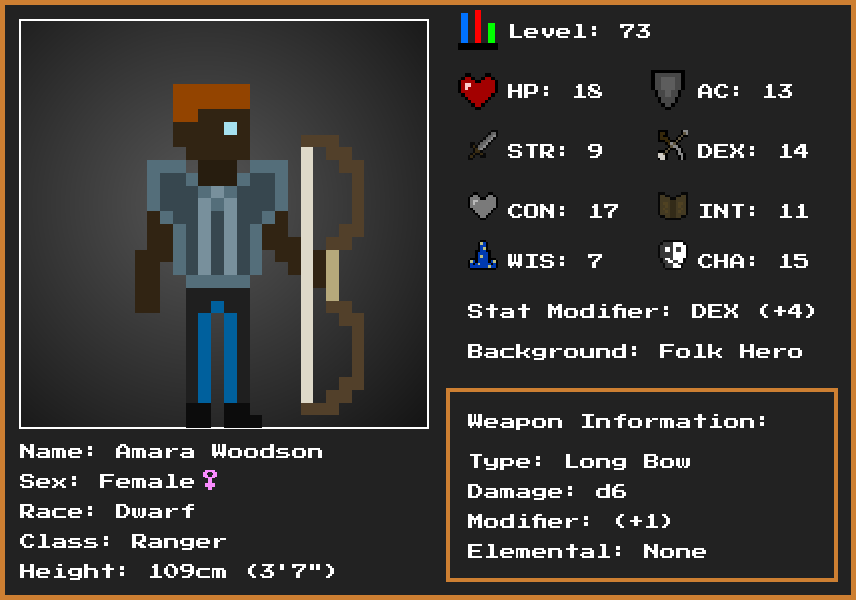 Level: 73
HP: 18
AC: 13
STR: 9
DEX: 14
CON: 17
INT: 11
WIS: 7
CHA: 15
Stat Modifier: DEX (+4)
Background: Folk Hero
Weapon Information:
Type: Long Bow
Damage: d6
Modifier: (+1)
Elemental: None
Name: Amara Woodson
Sex: Female♀
Race: Dwarf
Class: Ranger
Height: 109cm (3'7")